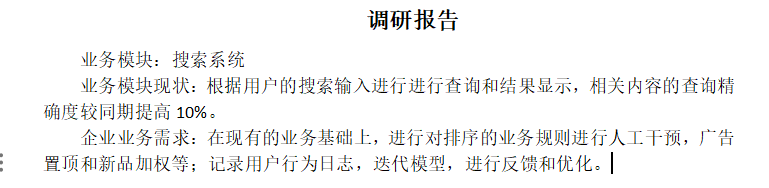 调研报告
业务模块：搜索系统
业务模块现状：根据用户的搜索输入进行进行查询和结果显示，相关内容的查询精
确度较同期提高 10%。
企业业务需求：在现有的业务基础上，进行对排序的业务规则进行人工干预，广告
置顶和新品加权等；记录用户行为日志，迭代模型，进行反馈和优化。